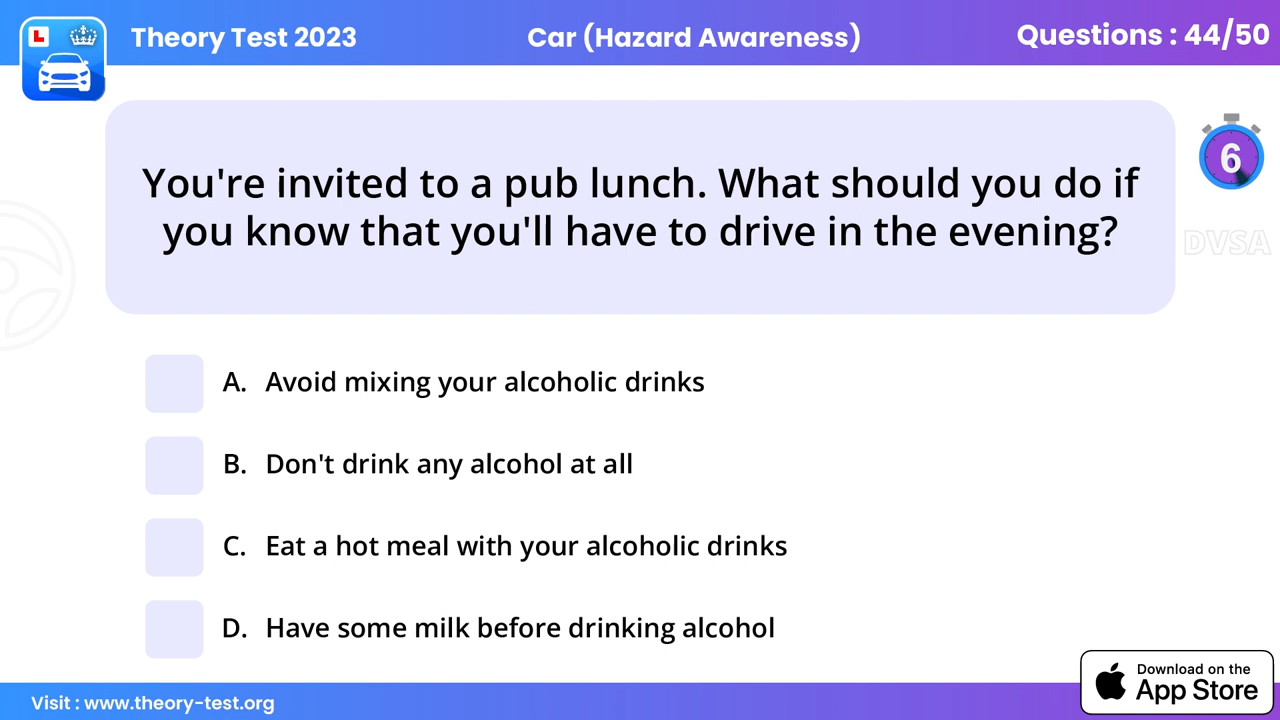 L
Theory Test 2023
Car (Hazard Awareness)
Questions : 44/50
6
DVSA
You're invited to a pub lunch. What should you do if
you know that you'll have to drive in the evening?
A. Avoid mixing your alcoholic drinks
B. Don't drink any alcohol at all
C. Eat a hot meal with your alcoholic drinks
D. Have some milk before drinking alcohol
Visit : www.theory-test.org
Download on the
App Store